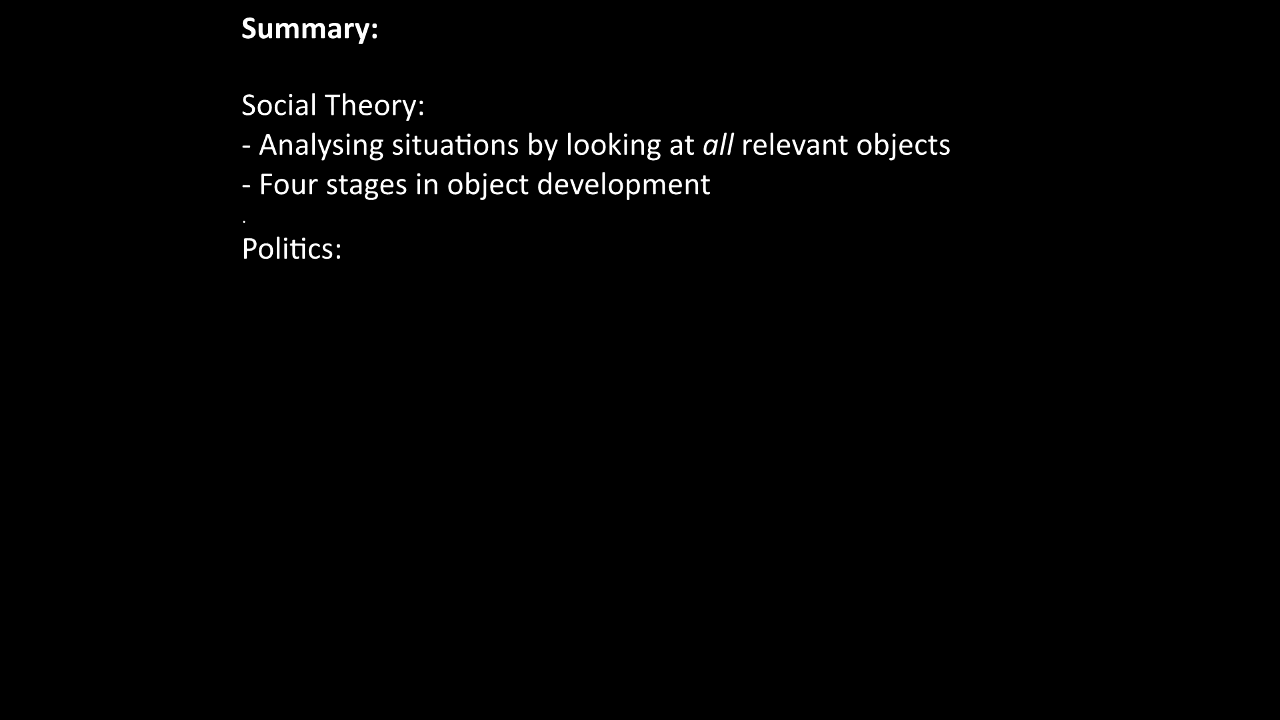 Summary:
Social Theory:
- Analysing situations by looking at all relevant objects
- Four stages in object development
.
Politics: